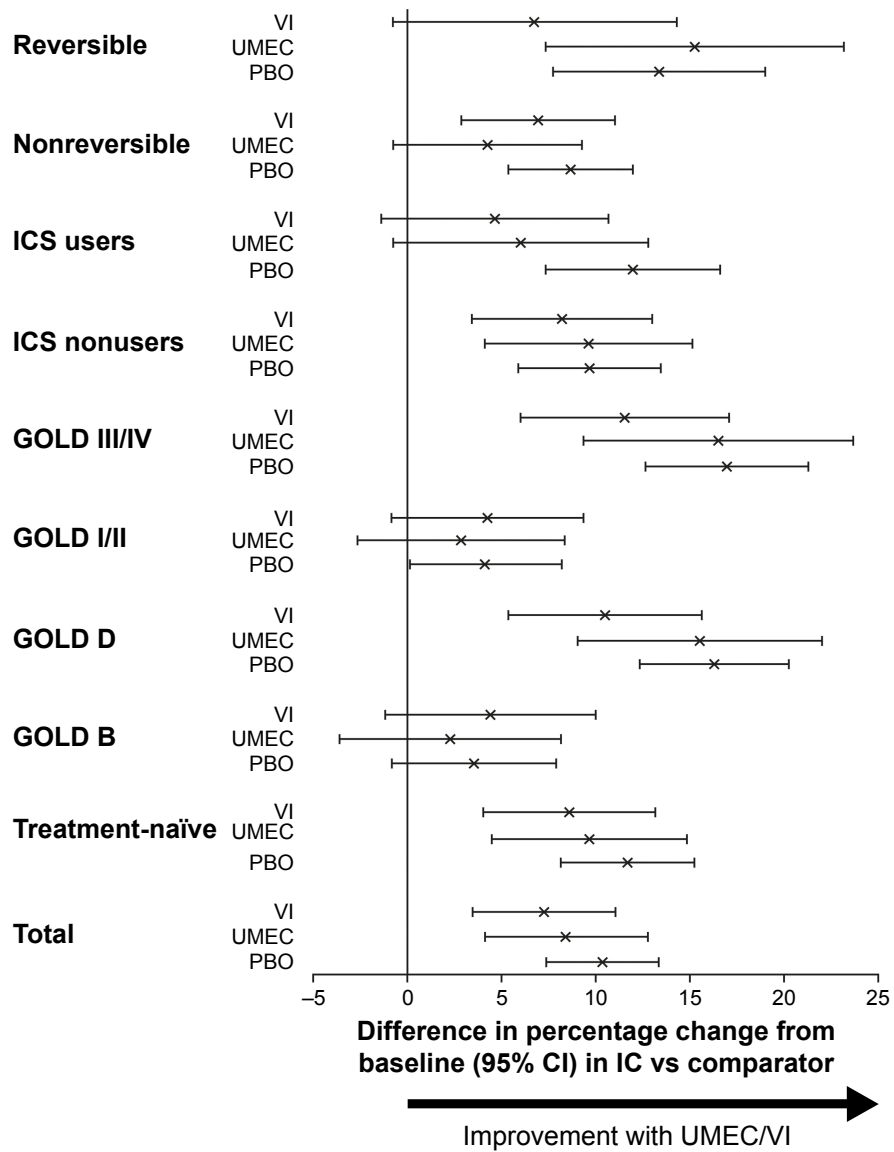 VI
Reversible UMEC
PBO
VI
Nonreversible UMEC
PBO
VI
ICS users UMEC
PBO
VI
ICS nonusers UMEC
PBO
VI
GOLD III/IV UMEC
PBO
VI
GOLD I/II UMEC
PBO
VI
GOLD D UMEC
PBO
VI
GOLD B UMEC
PBO
VI
Treatment-naïve UMEC
PBO
VI
Total UMEC
PBO
–5 0 5 10 15 20 25
Difference in percentage change from
baseline (95% CI) in IC vs comparator
Improvement with UMEC/VI